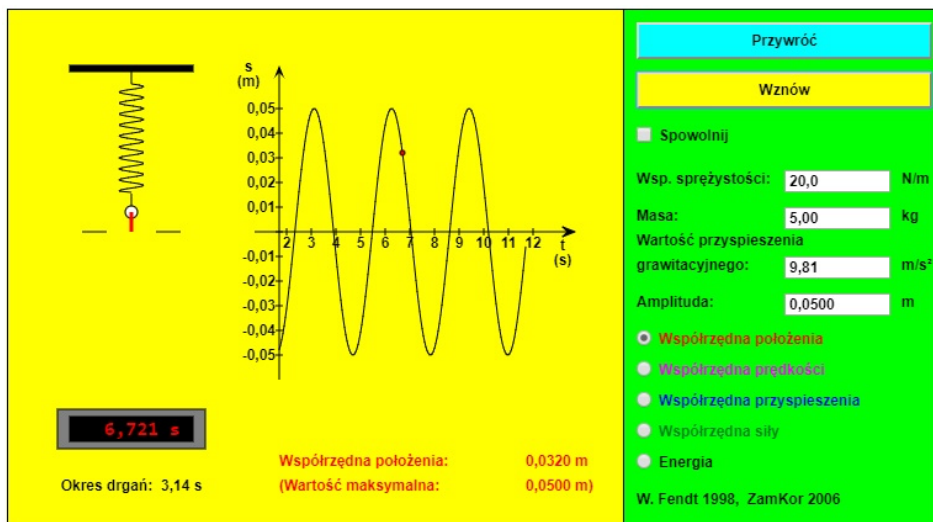 s
(m)
0,05
0,04
0,03
0,02
0,01
-0,01
-0,02
-0,03
-0,04
-0,05
2 3 4 5 6 7 8 9 10 11 12
t
(s)
6,721 s
Okres drgań: 3,14 s
Współrzędna położenia: 0,0320 m
(Wartość maksymalna: 0,0500 m)
Przywróć
Wznów
Spowolnij
Wsp. sprężystości: 20,0 N/m
Masa: 5,00 kg
Wartość przyspieszenia
grawitacyjnego: 9,81 m/s²
Amplituda: 0,0500 m
Współrzędna położenia
Współrzędna prędkości
Współrzędna przyspieszenia
Współrzędna siły
Energia
W. Fendt 1998, ZamKor 2006